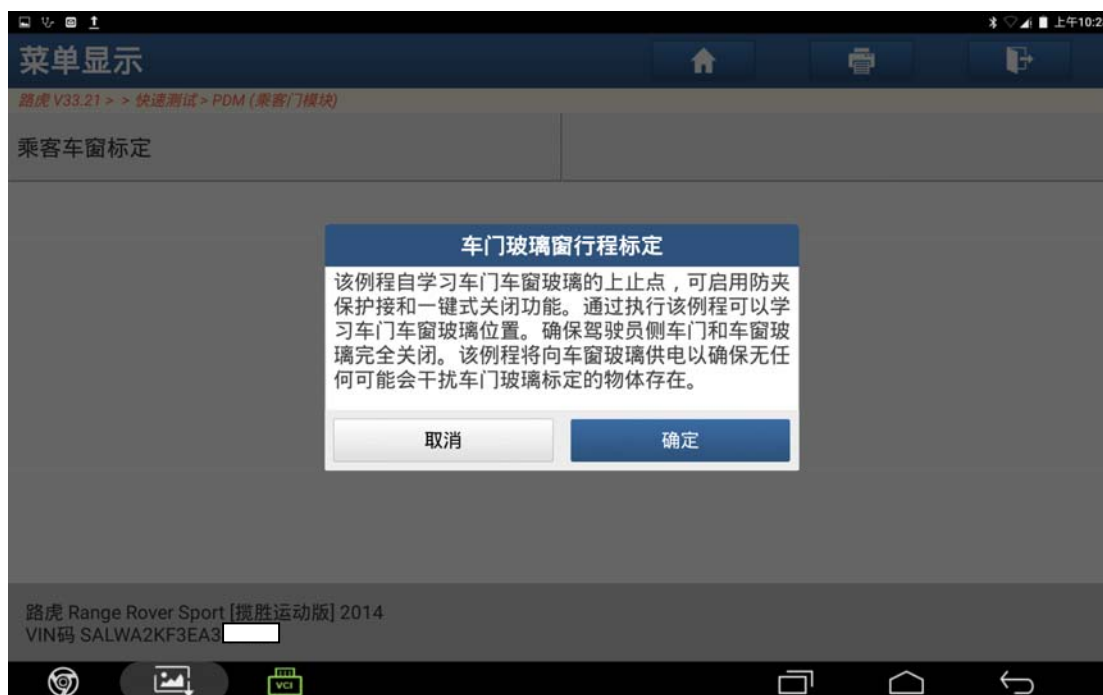 上午10:2
菜单显示
路虎 V33.21 > > 快速测试 > PDM (乘客门模块)
乘客车窗标定
车门玻璃窗行程标定
该例程自学习车门车窗玻璃的上止点，可启用防夹
保护接和一键式关闭功能。通过执行该例程可以学
习车门车窗玻璃位置。确保驾驶员侧车门和车窗玻
璃完全关闭。该例程将向车窗玻璃供电以确保无任
何可能会干扰车门玻璃标定的物体存在。
取消 确定
路虎 Range Rover Sport [揽胜运动版] 2014
VIN码 SALWA2KF3EA3
VCI